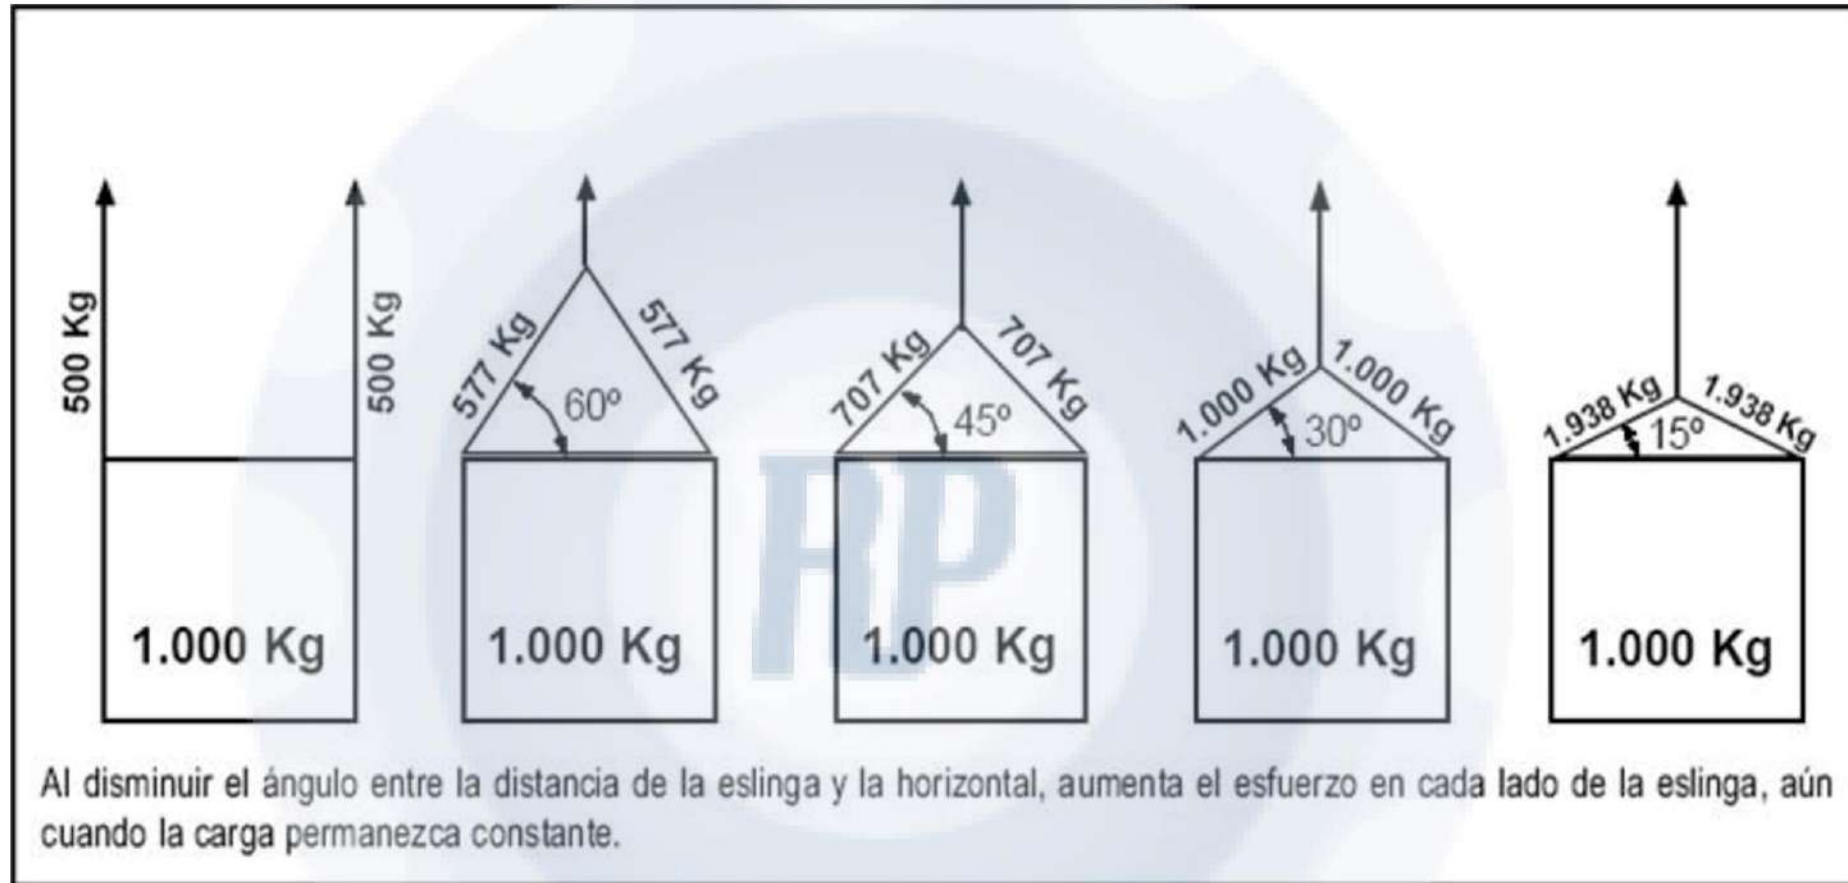 500 Kg
500 Kg
1.000 Kg
577 Kg
577 Kg
60º
1.000 Kg
707 Kg
707 Kg
45º
1.000 Kg
1.000 Kg
1.000 Kg
30º
1.000 Kg
1.938 Kg
1.938 Kg
15º
1.000 Kg
RP
Al disminuir el ángulo entre la distancia de la eslinga y la horizontal, aumenta el esfuerzo en cada lado de la eslinga, aún
cuando la carga permanezca constante.